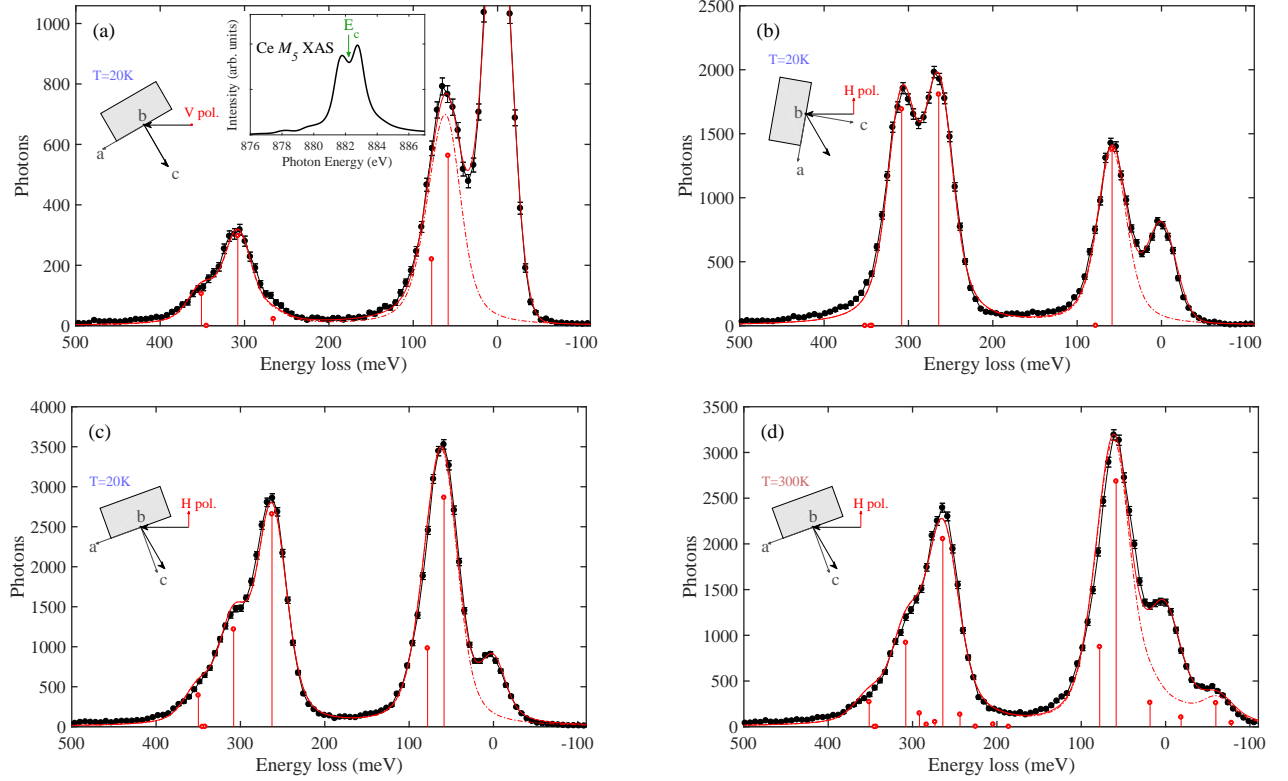 (a)
T=20K
b
V pol.
a
c
Ce M5 XAS
Ec
Intensity (arb. units)
876 878 880 882 884 886
Photon Energy (eV)
Photons
1000
800
600
400
200
0
500 400 300 200 100 0 -100
Energy loss (meV)
(b)
T=20K
b
H pol.
c
a
Photons
2500
2000
1500
1000
500
0
500 400 300 200 100 0 -100
Energy loss (meV)
(c)
T=20K
b
H pol.
a
c
Photons
4000
3500
3000
2500
2000
1500
1000
500
0
500 400 300 200 100 0 -100
Energy loss (meV)
(d)
T=300K
b
H pol.
a
c
Photons
3500
3000
2500
2000
1500
1000
500
0
500 400 300 200 100 0 -100
Energy loss (meV)